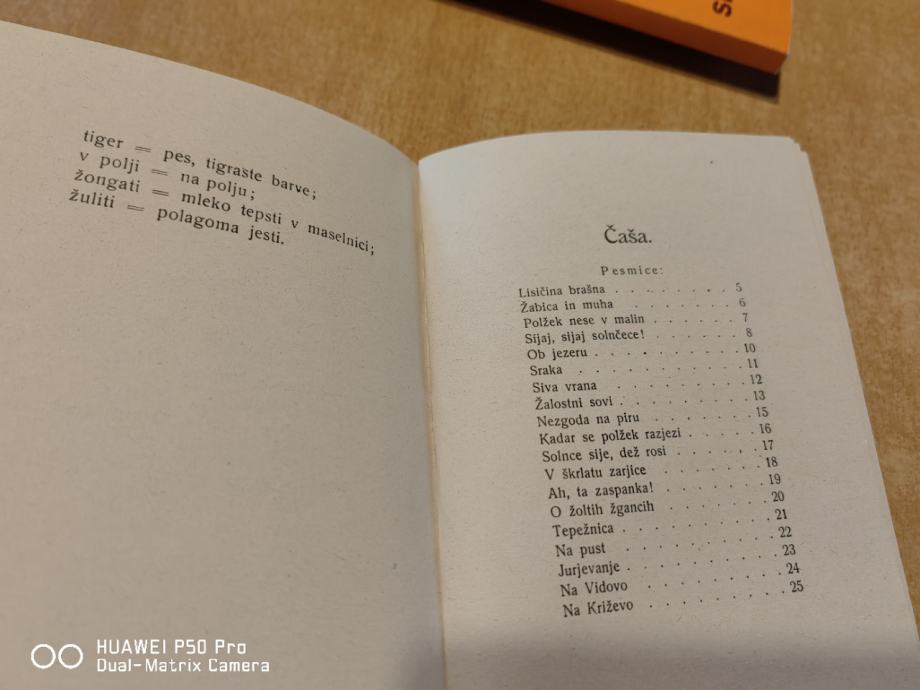 tiger = pes, tigraste barve;
v polji = na polju;
žongati = mleko tepsti v maselnici;
žuliti = polagoma jesti.
Čaša.
Pesmice:
Lisičina brašna . . . . . . . . 5
Žabica in muha . . . . . . . 6
Polžek nese v malin . . . . . . 7
Sijaj, sijaj solnčece! . . . . . . 8
Ob jezeru . . . . . . . . . 10
Sraka . . . . . . . . . . 11
Siva vrana . . . . . . . . 12
Žalostni sovi . . . . . . . . 13
Nezgoda na piru . . . . . . . 15
Kadar se polžek razjezi . . . . . 16
Solnce sije, dež rosi . . . . . . 17
V škrlatu zarjice . . . . . . . 18
Ah, ta zaspanka! . . . . . . . 19
O žoltih žgancih . . . . . . . 20
Tepežnica . . . . . . . . . 21
Na pust . . . . . . . . . 22
Jurjevanje . . . . . . . . . 23
Na Vidovo . . . . . . . . 24
Na Križevo . . . . . . . . 25
HUAWEI P50 Pro
Dual-Matrix Camera